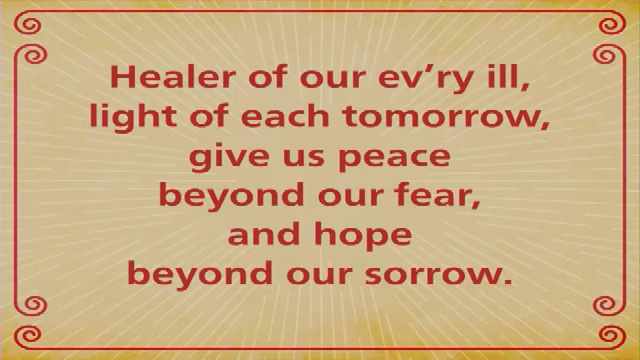 Healer of our ev’ry ill,
light of each tomorrow,
give us peace
beyond our fear,
and hope
beyond our sorrow.